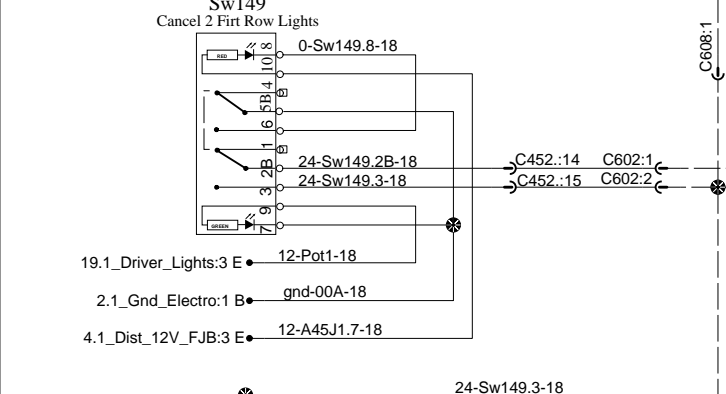 Sw149
Cancel 2 Firt Row Lights
C608:1
RED
8 0-Sw149.8-18
10
4
5B
6
1
2B 24-Sw149.2B-18 C452.:14 C602:1
3 24-Sw149.3-18 C452.:15 C602:2
9
GREEN
7
19.1_Driver_Lights:3 E 12-Pot1-18
2.1_Gnd_Electro:1 B gnd-00A-18
4.1_Dist_12V_FJB:3 E 12-A45J1.7-18
24-Sw149.3-18